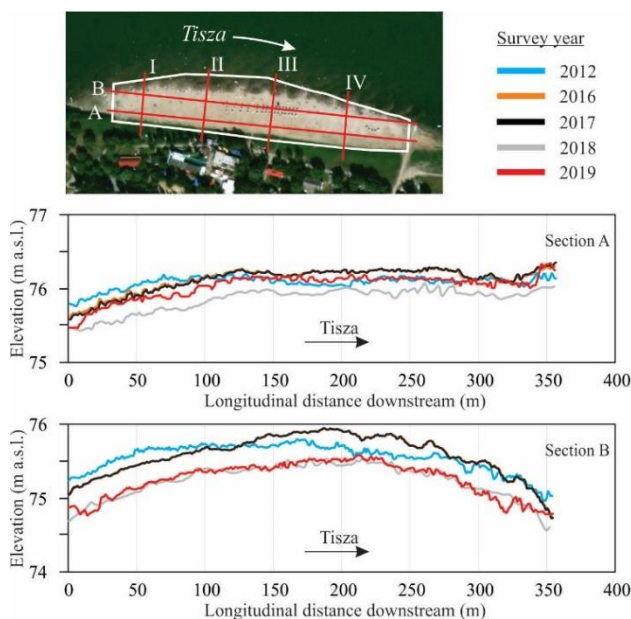 Tisza
I
II
III
IV
B
A
Survey year
2012
2016
2017
2018
2019
77
76
75
Elevation (m a.s.l.)
Section A
Tisza
0 50 100 150 200 250 300 350 400
Longitudinal distance downstream (m)
76
75
74
Elevation (m a.s.l.)
Section B
Tisza
0 50 100 150 200 250 300 350 400
Longitudinal distance downstream (m)